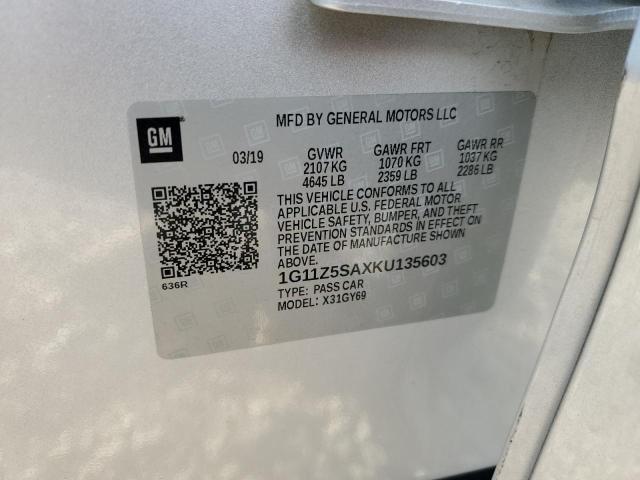 MFD BY GENERAL MOTORS LLC
GM
03/19 GVWR GAWR FRT GAWR RR
2107 KG 1070 KG 1037 KG
4645 LB 2359 LB 2286 LB
THIS VEHICLE CONFORMS TO ALL
APPLICABLE U.S. FEDERAL MOTOR
VEHICLE SAFETY, BUMPER, AND THEFT
PREVENTION STANDARDS IN EFFECT ON
THE DATE OF MANUFACTURE SHOWN
ABOVE.
1G11Z5SAXKU135603
636R
TYPE: PASS CAR
MODEL: X31GY69